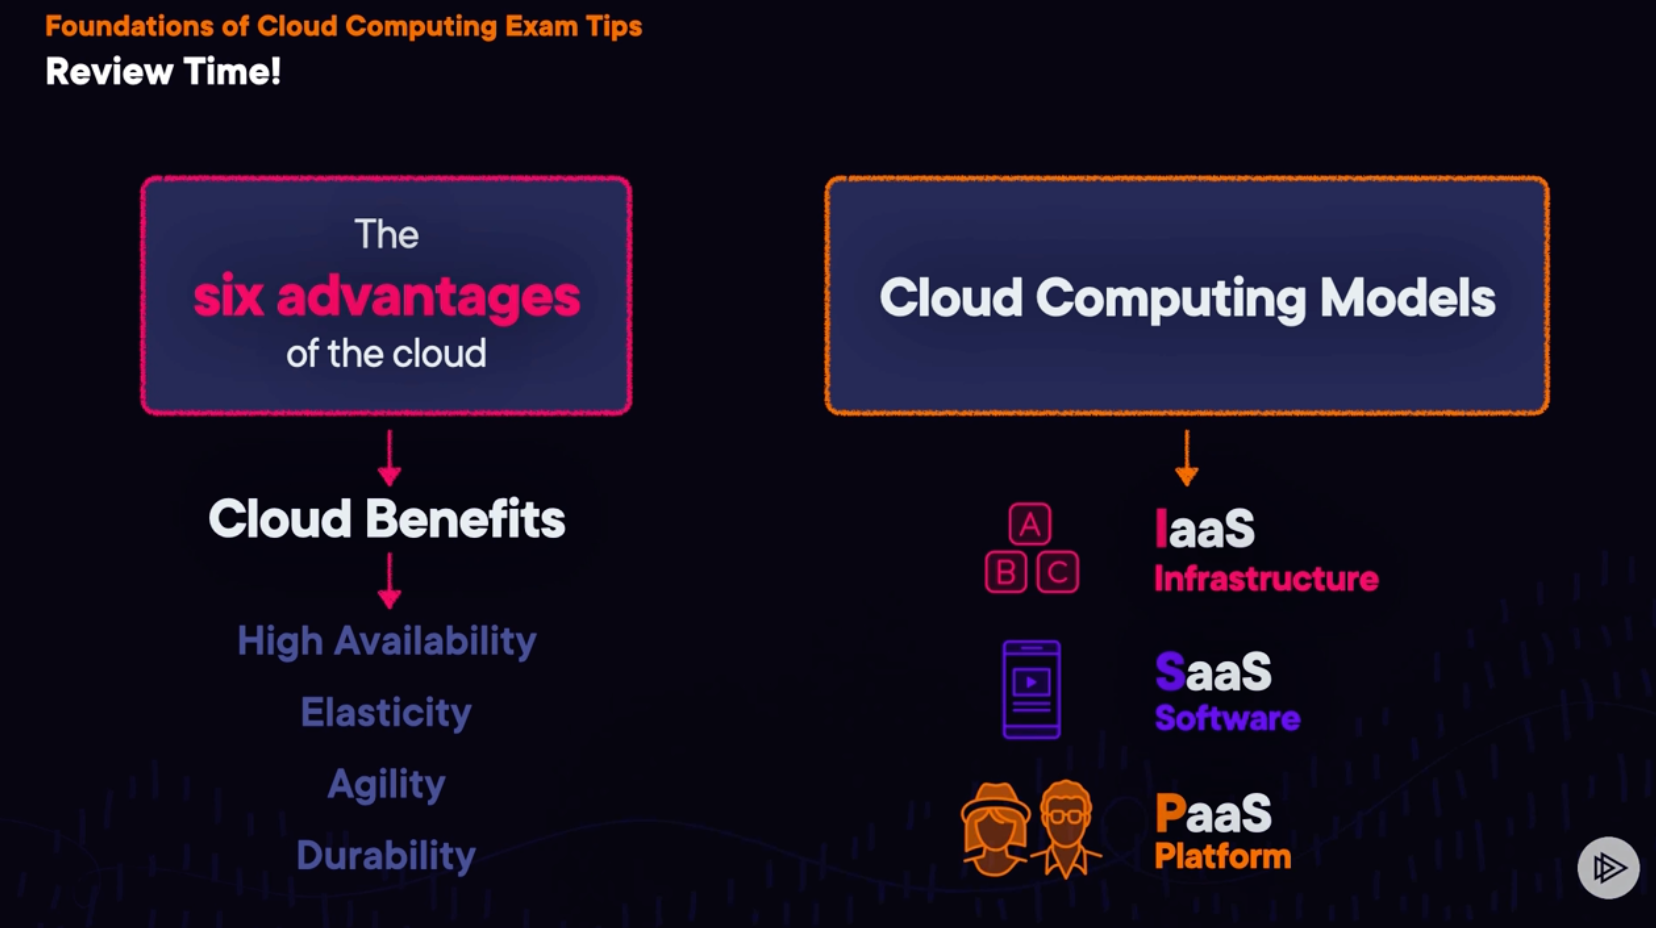 Foundations of Cloud Computing Exam Tips
Review Time!
The
six advantages
of the cloud
Cloud Benefits
High Availability
Elasticity
Agility
Durability
Cloud Computing Models
A
B C
IaaS
Infrastructure
SaaS
Software
PaaS
Platform